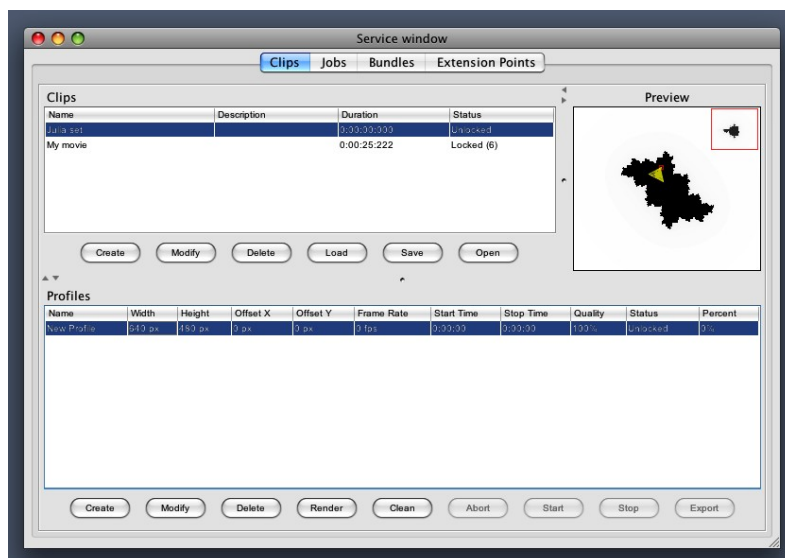 Service window
Clips Jobs Bundles Extension Points
Clips
Preview
Name Description Duration Status
Julia set 0:00:00:000 Unlocked
My movie 0:00:25:222 Locked (6)
Create Modify Delete Load Save Open
Profiles
Name Width Height Offset X Offset Y Frame Rate Start Time Stop Time Quality Status Percent
New Profile 640 px 480 px 0 px 0 px 0 fps 0:00:00 0:00:00 100% Unlocked 0%
Create Modify Delete Render Clean Abort Start Stop Export